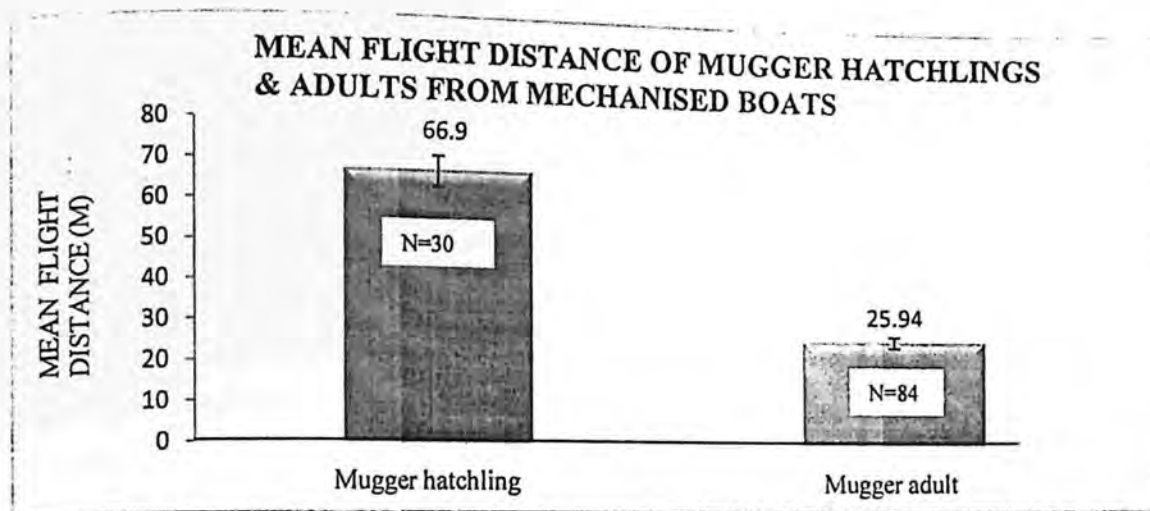 MEAN FLIGHT DISTANCE OF MUGGER HATCHLINGS
& ADULTS FROM MECHANISED BOATS
MEAN FLIGHT
DISTANCE (M)
80
70
60
50
40
30
20
10
0
66.9
N=30
25.94
N=84
Mugger hatchling
Mugger adult